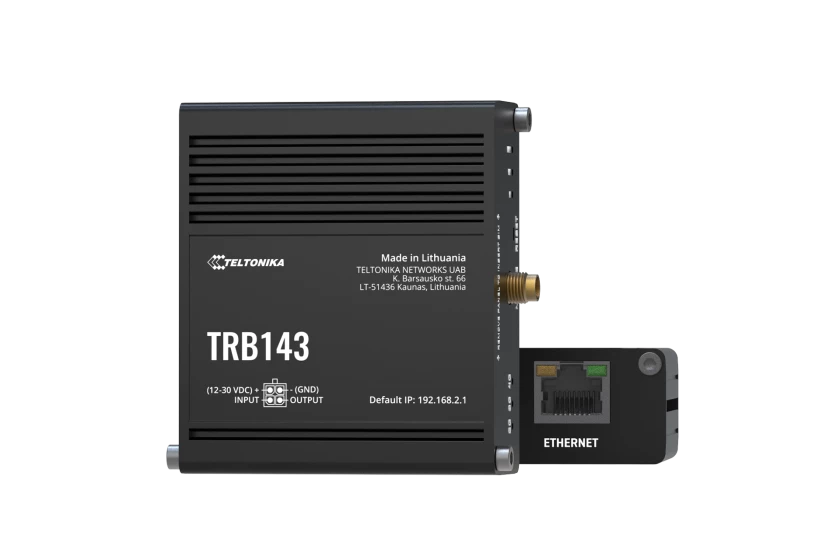 TELTONIKA
Made in Lithuania
TELTONIKA NETWORKS UAB
K. Barsausko st. 66
LT-51436 Kaunas, Lithuania
TRB143
(12-30 VDC) + - (GND)
INPUT OUTPUT
Default IP: 192.168.2.1
RESET
ETHERNET